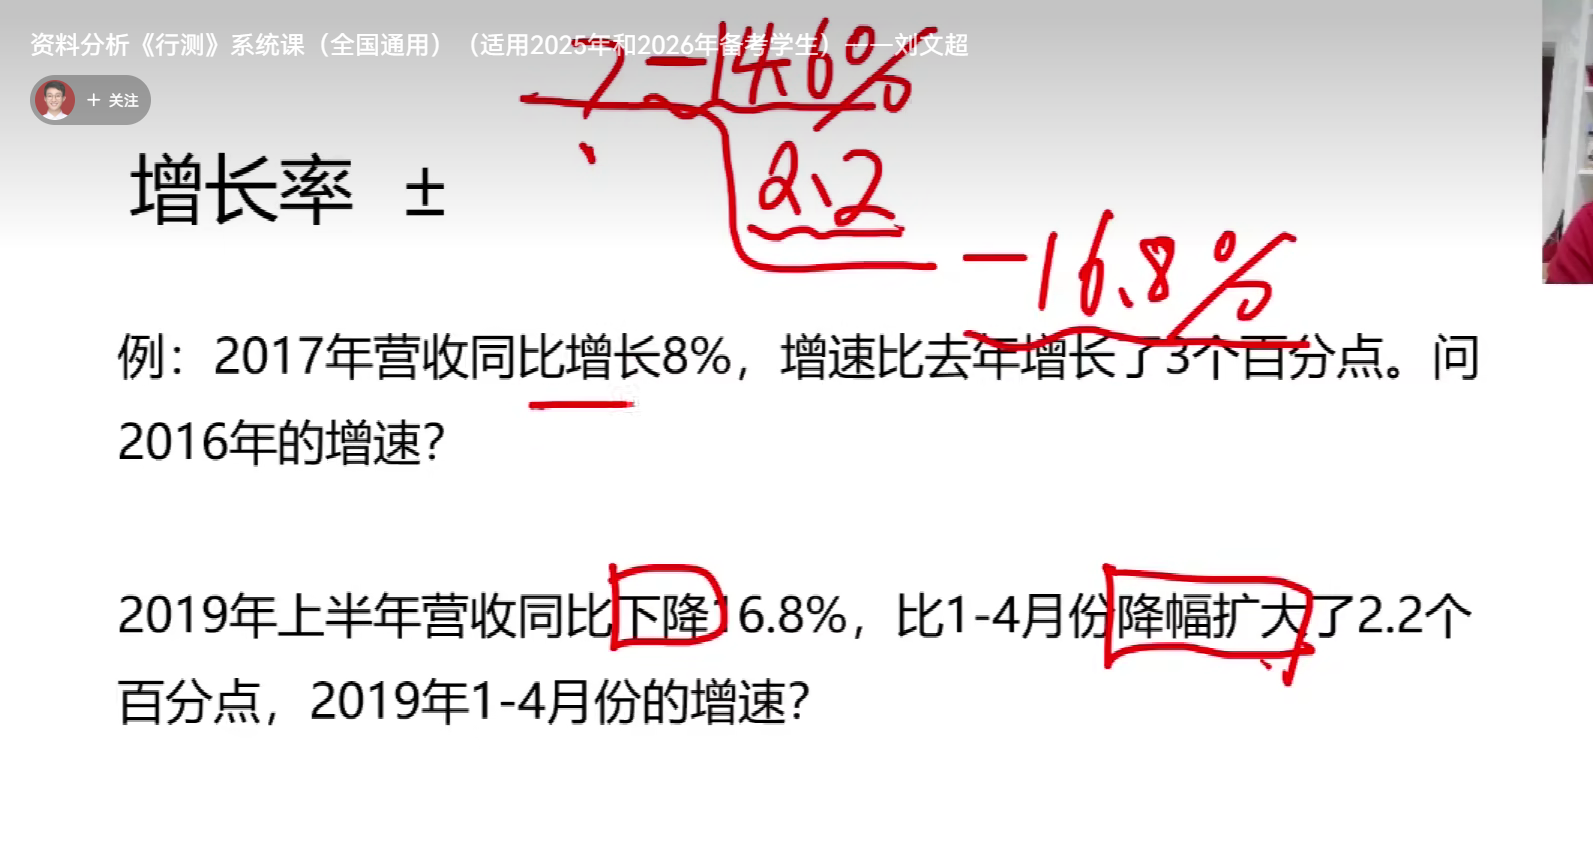 资料分析《行测》系统课（全国通用）（适用2025年和2026年备考学生）——刘文超
+ 关注
? -14.6%
2.2
增长率 ±
-16.8%
例：2017年营收同比增长8%，增速比去年增长了3个百分点。问
2016年的增速？
2019年上半年营收同比下降16.8%，比1-4月份降幅扩大了2.2个
百分点，2019年1-4月份的增速？